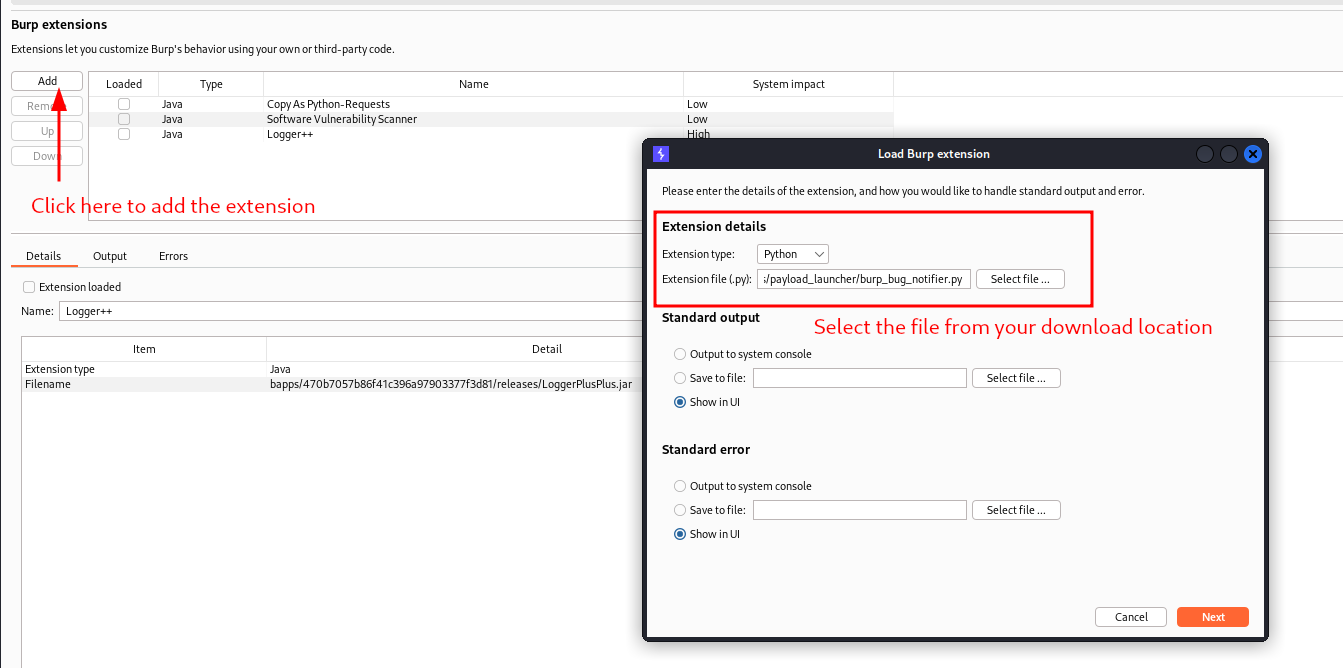 Burp extensions
Extensions let you customize Burp's behavior using your own or third-party code.
Add
Loaded Type Name System impact
Java Copy As Python-Requests Low
Java Software Vulnerability Scanner Low
Java Logger++ High
Up
Down
Click here to add the extension
Details Output Errors
Extension loaded
Name: Logger++
Item Detail
Extension type Java
Filename bapps/470b7057b86f41c396a97903377f3d81/releases/LoggerPlusPlus.jar
Load Burp extension
Please enter the details of the extension, and how you would like to handle standard output and error.
Extension details
Extension type: Python
Extension file (.py): /payload_launcher/burp_bug_notifier.py Select file ...
Select the file from your download location
Standard output
Output to system console
Save to file: Select file ...
Show in UI
Standard error
Output to system console
Save to file: Select file ...
Show in UI
Cancel Next